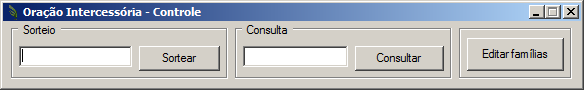 Oração Intercessória - Controle
Sorteio
Sortear
Consulta
Consultar
Editar famílias